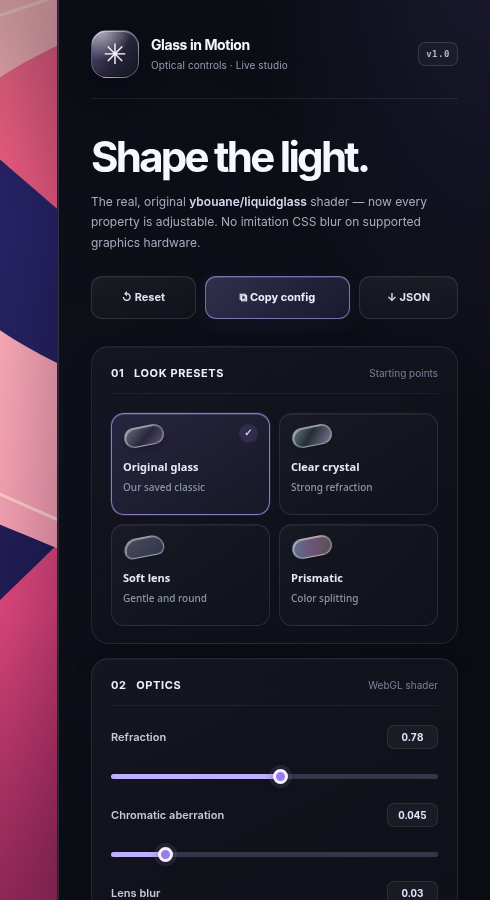 Glass in Motion
Optical controls · Live studio
v1.0
Shape the light.
The real, original ybouane/liquidglass shader — now every
property is adjustable. No imitation CSS blur on supported
graphics hardware.
↺ Reset
⧉ Copy config
↓ JSON
01 LOOK PRESETS
Starting points
✓
Original glass
Our saved classic
Clear crystal
Strong refraction
Soft lens
Gentle and round
Prismatic
Color splitting
02 OPTICS
WebGL shader
Refraction
0.78
Chromatic aberration
0.045
Lens blur
0.03